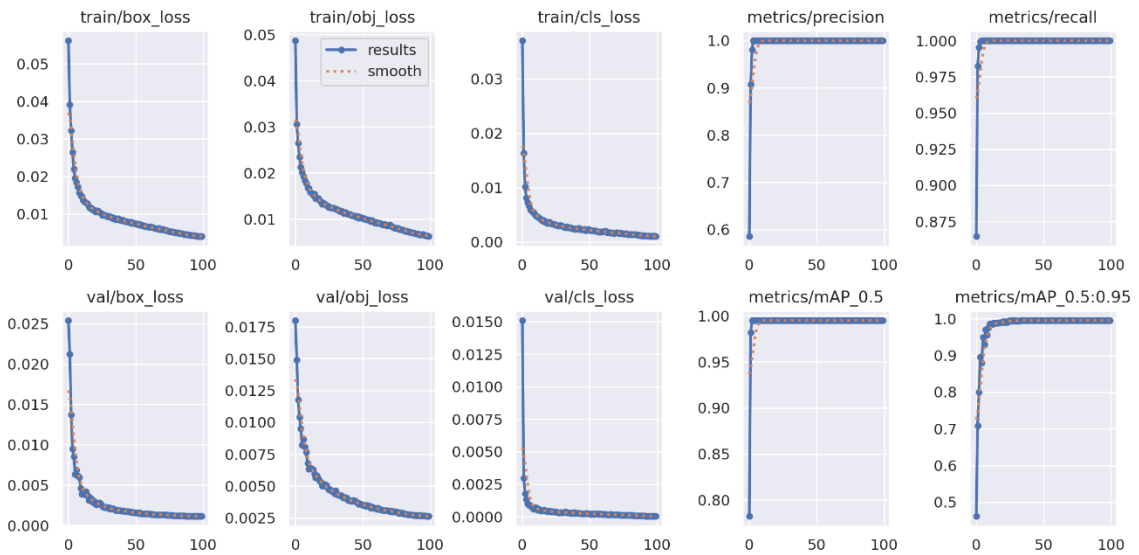 train/box_loss
0.05
0.04
0.03
0.02
0.01
0 50 100
train/obj_loss
results
smooth
0.05
0.04
0.03
0.02
0.01
0 50 100
train/cls_loss
0.03
0.02
0.01
0.00
0 50 100
metrics/precision
1.0
0.9
0.8
0.7
0.6
0 50 100
metrics/recall
1.000
0.975
0.950
0.925
0.900
0.875
0 50 100
val/box_loss
0.025
0.020
0.015
0.010
0.005
0.000
0 50 100
val/obj_loss
0.0175
0.0150
0.0125
0.0100
0.0075
0.0050
0.0025
0 50 100
val/cls_loss
0.0150
0.0125
0.0100
0.0075
0.0050
0.0025
0.0000
0 50 100
metrics/mAP_0.5
1.00
0.95
0.90
0.85
0.80
0 50 100
metrics/mAP_0.5:0.95
1.0
0.9
0.8
0.7
0.6
0.5
0 50 100